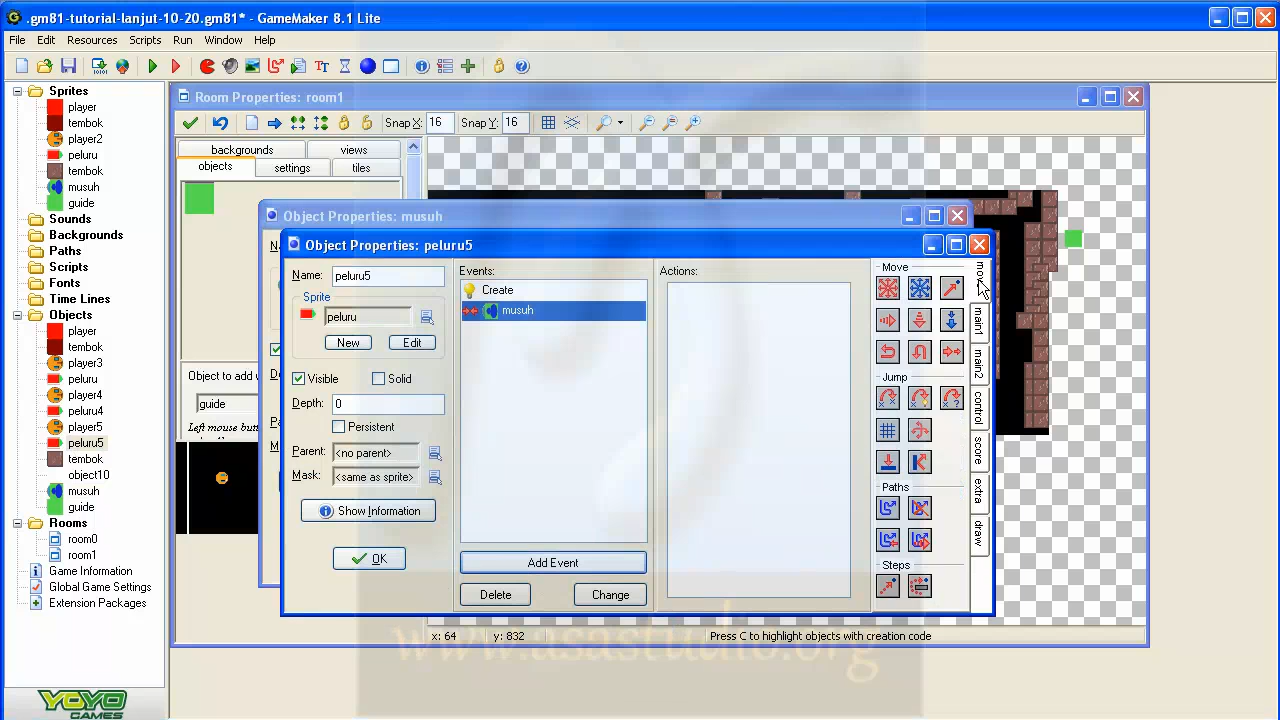 .gm81-tutorial-lanjut-10-20.gm81* - GameMaker 8.1 Lite
File Edit Resources Scripts Run Window Help
Sprites
player
tembok
player2
peluru
tembok
musuh
guide
Sounds
Backgrounds
Paths
Scripts
Fonts
Time Lines
Objects
player
tembok
player3
peluru
player4
peluru4
player5
peluru5
tembok
object10
musuh
guide
Rooms
room0
room1
Game Information
Global Game Settings
Extension Packages
YOYO
GAMES
Room Properties: room1
Snap X: 16 Snap Y: 16
backgrounds views
objects settings tiles
Object to add
guide
Left mouse but
Object Properties: musuh
Object Properties: peluru5
Name: peluru5
Sprite
peluru
New Edit
Visible Solid
Depth: 0
Persistent
Parent: <no parent>
Mask: <same as sprite>
Show Information
OK
Events:
Create
musuh
Add Event
Delete Change
Actions:
Move
Jump
Paths
Steps
move
main1
main2
control
score
extra
draw
x: 64 y: 832 Press C to highlight objects with creation code
www.asastudio.org